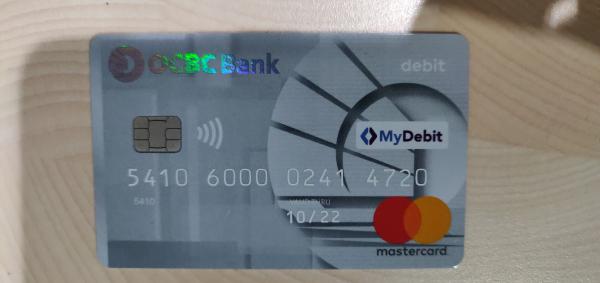 OCBC Bank
debit
MyDebit
5410 6000 0241 4720
5410
VALID THRU
10/22
mastercard